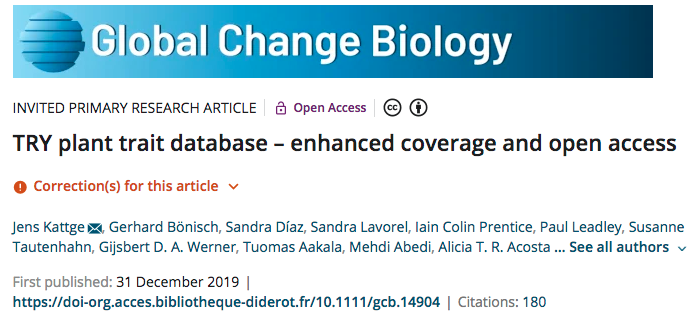 Global Change Biology
INVITED PRIMARY RESEARCH ARTICLE Open Access cc
TRY plant trait database – enhanced coverage and open access
Correction(s) for this article
Jens Kattge, Gerhard Bönisch, Sandra Díaz, Sandra Lavorel, Iain Colin Prentice, Paul Leadley, Susanne
Tautenhahn, Gijsbert D. A. Werner, Tuomas Aakala, Mehdi Abedi, Alicia T. R. Acosta ... See all authors
First published: 31 December 2019 |
https://doi-org.acces.bibliotheque-diderot.fr/10.1111/gcb.14904 | Citations: 180